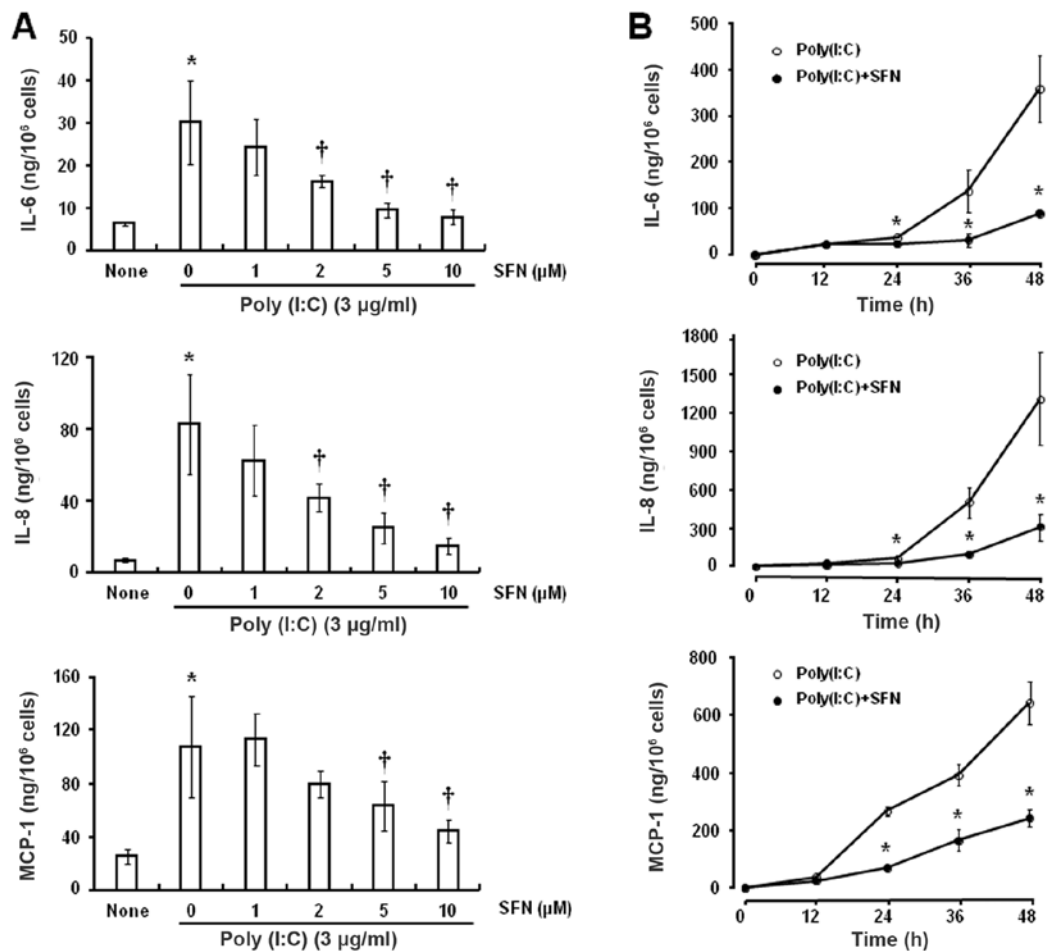 A
IL-6 (ng/10⁶ cells)
50
40
30
20
10
0
*
†
†
†
None 0 1 2 5 10 SFN (µM)
Poly (I:C) (3 µg/ml)
IL-8 (ng/10⁶ cells)
120
80
40
0
*
†
†
†
None 0 1 2 5 10 SFN (µM)
Poly (I:C) (3 µg/ml)
MCP-1 (ng/10⁶ cells)
160
120
80
40
0
*
†
†
None 0 1 2 5 10 SFN (µM)
Poly (I:C) (3 µg/ml)
B
IL-6 (ng/10⁶ cells)
500
400
300
200
100
0
Poly(I:C)
Poly(I:C)+SFN
*
*
*
0 12 24 36 48
Time (h)
IL-8 (ng/10⁶ cells)
1800
1500
1200
900
600
300
0
Poly(I:C)
Poly(I:C)+SFN
*
*
*
0 12 24 36 48
Time (h)
MCP-1 (ng/10⁶ cells)
800
600
400
200
0
Poly(I:C)
Poly(I:C)+SFN
*
*
*
0 12 24 36 48
Time (h)